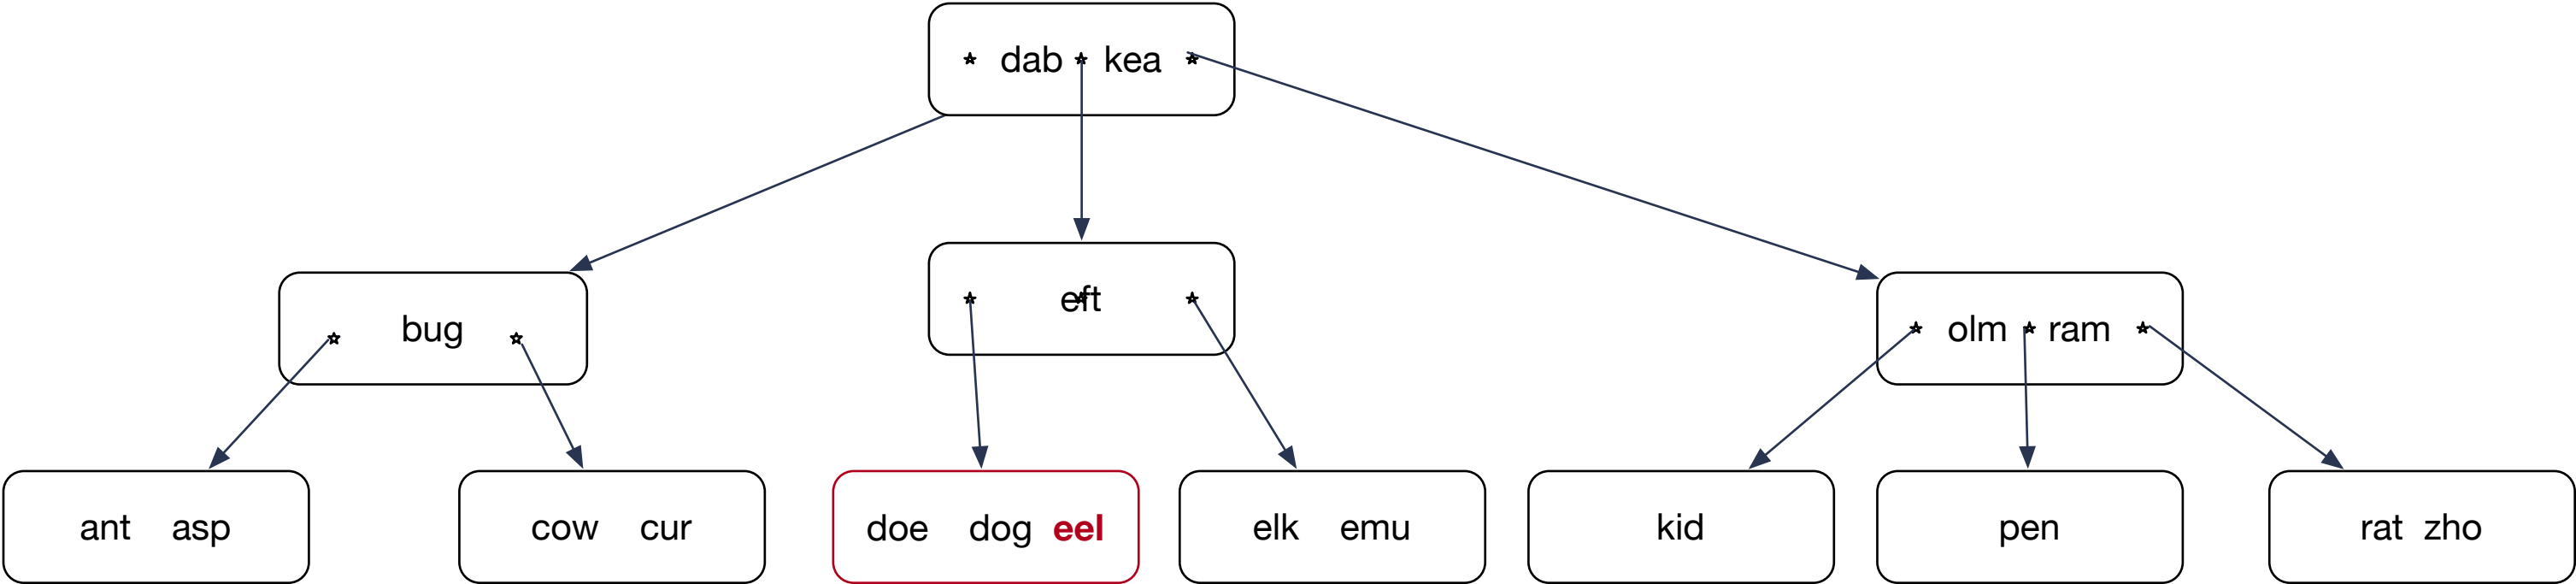 dab kea
bug
eft
olm ram
ant asp
cow cur
doe dog eel
elk emu
kid
pen
rat zho